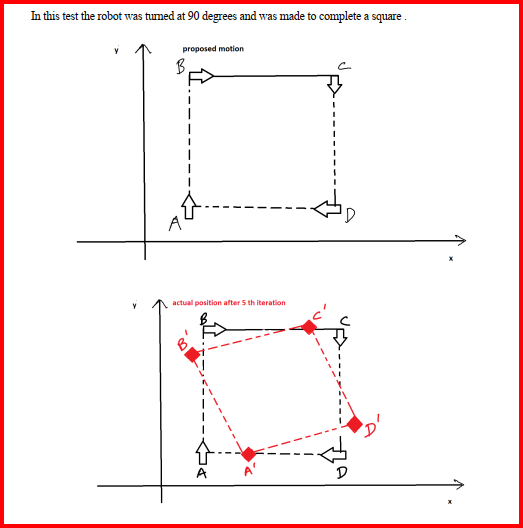 In this test the robot was turned at 90 degrees and was made to complete a square .
y
proposed motion
B
C
A
D
x
y
actual position after 5 th iteration
B
C'
C
B'
D'
A
A'
D
x